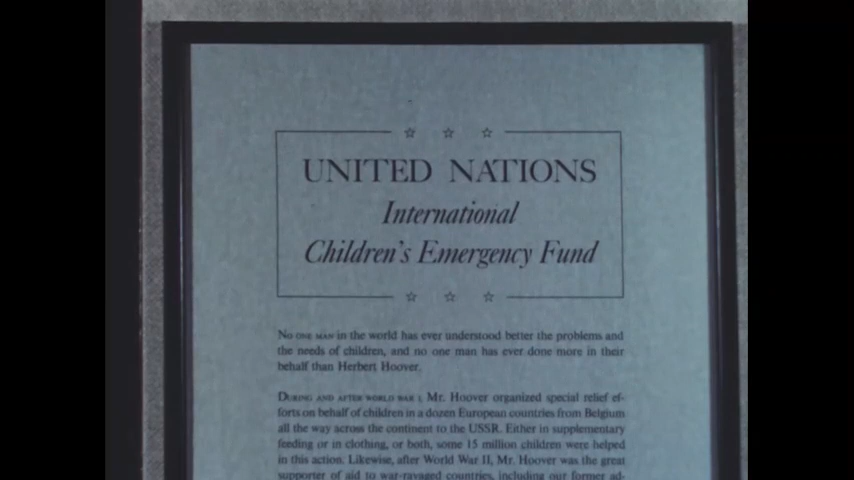 UNITED NATIONS
International
Children's Emergency Fund
NO ONE MAN in the world has ever understood better the problems and
the needs of children, and no one man has ever done more in their
behalf than Herbert Hoover.
DURING AND AFTER WORLD WAR I, Mr. Hoover organized special relief ef-
forts on behalf of children in a dozen European countries from Belgium
all the way across the continent to the USSR. Either in supplementary
feeding or in clothing, or both, some 15 million children were helped
in this action. Likewise, after World War II, Mr. Hoover was the great
supporter of aid to war-ravaged countries, including our former ad-